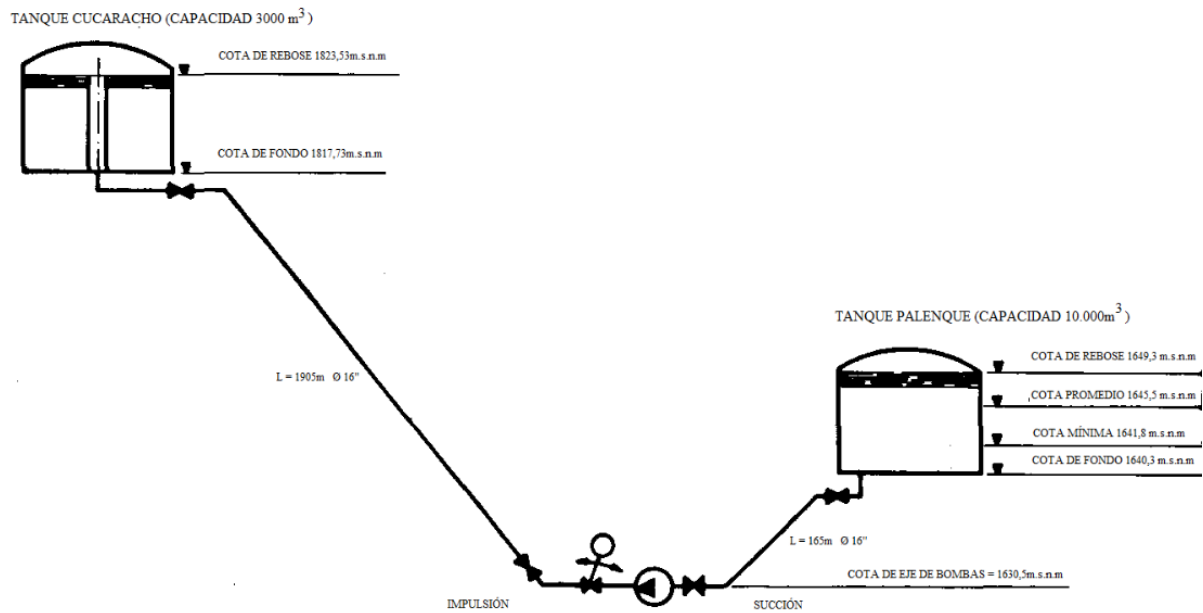 TANQUE CUCARACHO (CAPACIDAD 3000 m³)
COTA DE REBOSE 1823,53m.s.n.m
COTA DE FONDO 1817,73m.s.n.m
TANQUE PALENQUE (CAPACIDAD 10.000m³)
COTA DE REBOSE 1649,3 m.s.n.m
COTA PROMEDIO 1645,5 m.s.n.m
COTA MÍNIMA 1641,8 m.s.n.m
COTA DE FONDO 1640,3 m.s.n.m
L = 1905m Ø 16"
L = 165m Ø 16"
COTA DE EJE DE BOMBAS = 1630,5m.s.n.m
IMPULSIÓN
SUCCIÓN